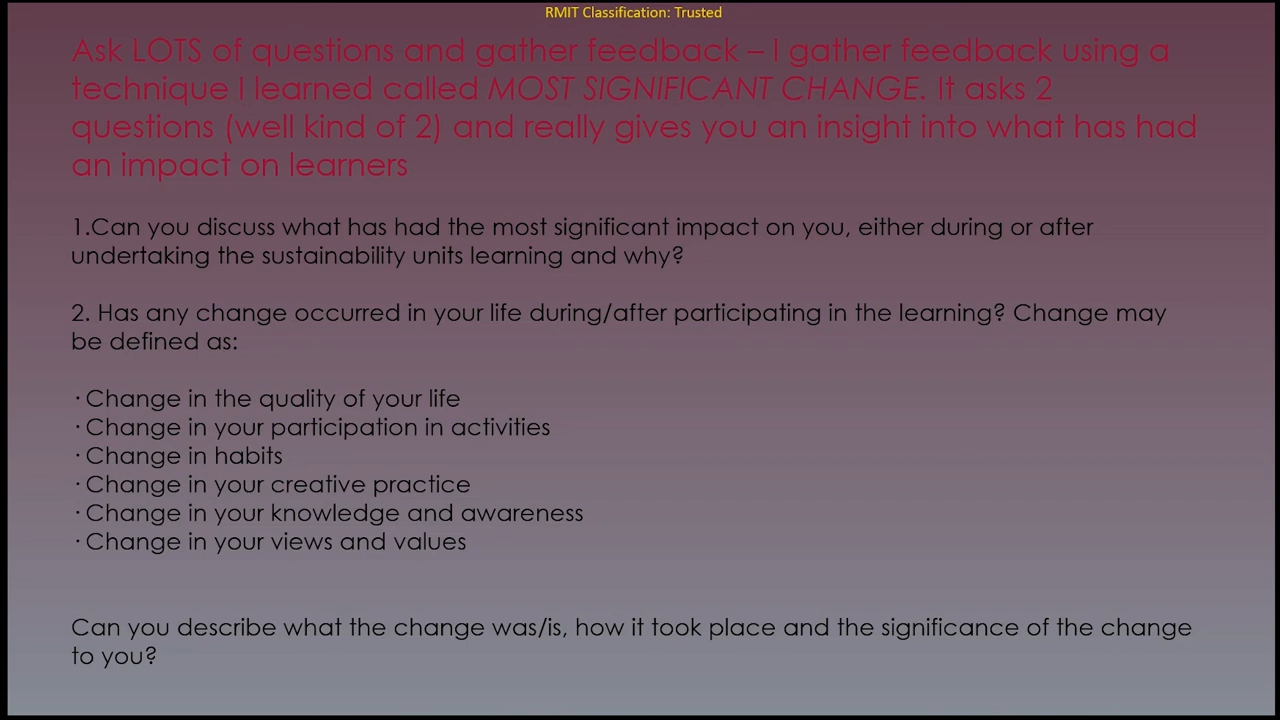 RMIT Classification: Trusted
Ask LOTS of questions and gather feedback – I gather feedback using a
technique I learned called MOST SIGNIFICANT CHANGE. It asks 2
questions (well kind of 2) and really gives you an insight into what has had
an impact on learners
1.Can you discuss what has had the most significant impact on you, either during or after
undertaking the sustainability units learning and why?
2. Has any change occurred in your life during/after participating in the learning? Change may
be defined as:
· Change in the quality of your life
· Change in your participation in activities
· Change in habits
· Change in your creative practice
· Change in your knowledge and awareness
· Change in your views and values
Can you describe what the change was/is, how it took place and the significance of the change
to you?